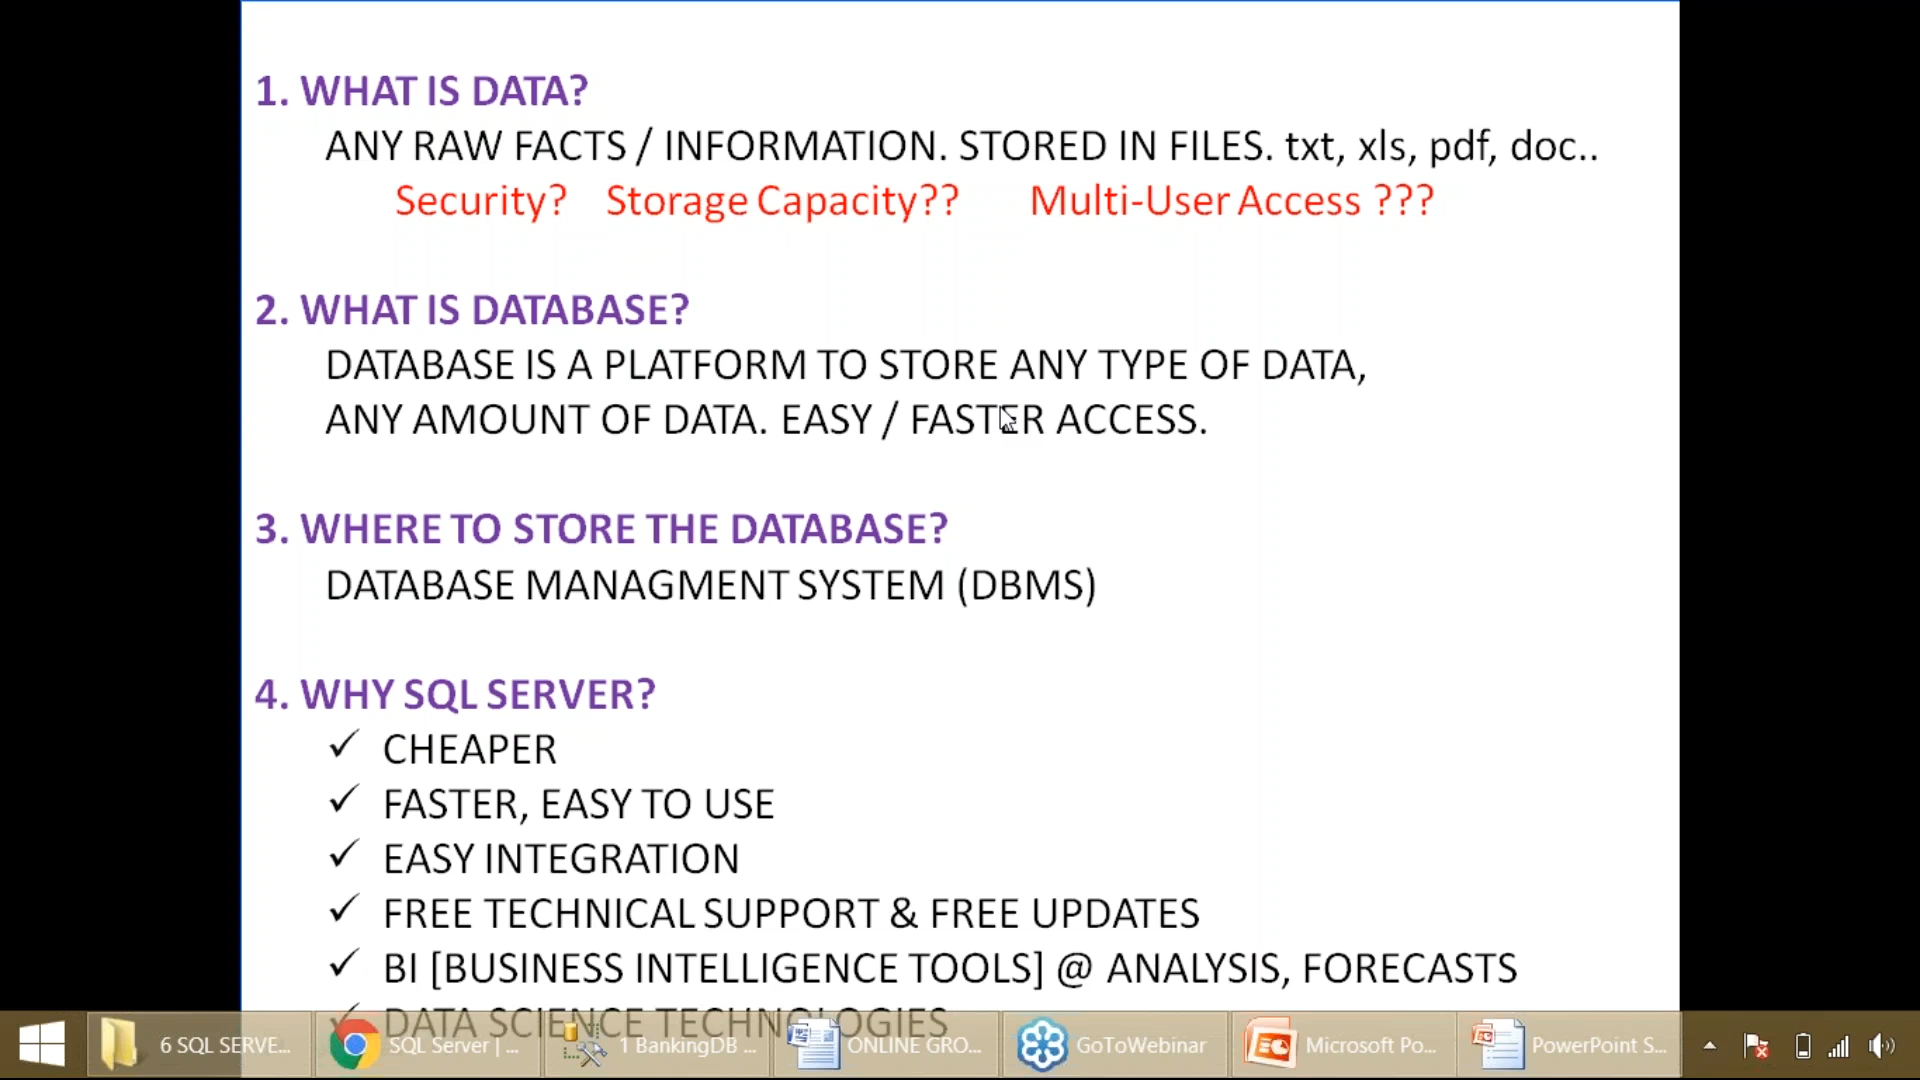 1. WHAT IS DATA?
ANY RAW FACTS / INFORMATION. STORED IN FILES. txt, xls, pdf, doc..
Security? Storage Capacity?? Multi-User Access ???
2. WHAT IS DATABASE?
DATABASE IS A PLATFORM TO STORE ANY TYPE OF DATA,
ANY AMOUNT OF DATA. EASY / FASTER ACCESS.
3. WHERE TO STORE THE DATABASE?
DATABASE MANAGMENT SYSTEM (DBMS)
4. WHY SQL SERVER?
✓ CHEAPER
✓ FASTER, EASY TO USE
✓ EASY INTEGRATION
✓ FREE TECHNICAL SUPPORT & FREE UPDATES
✓ BI [BUSINESS INTELLIGENCE TOOLS] @ ANALYSIS, FORECASTS
✓ DATA SCIENCE TECHNOLOGIES
6 SQL SERVE... SQL Server | ... 1 BankingDB ... ONLINE GRO... GoToWebinar Microsoft Po... PowerPoint S...